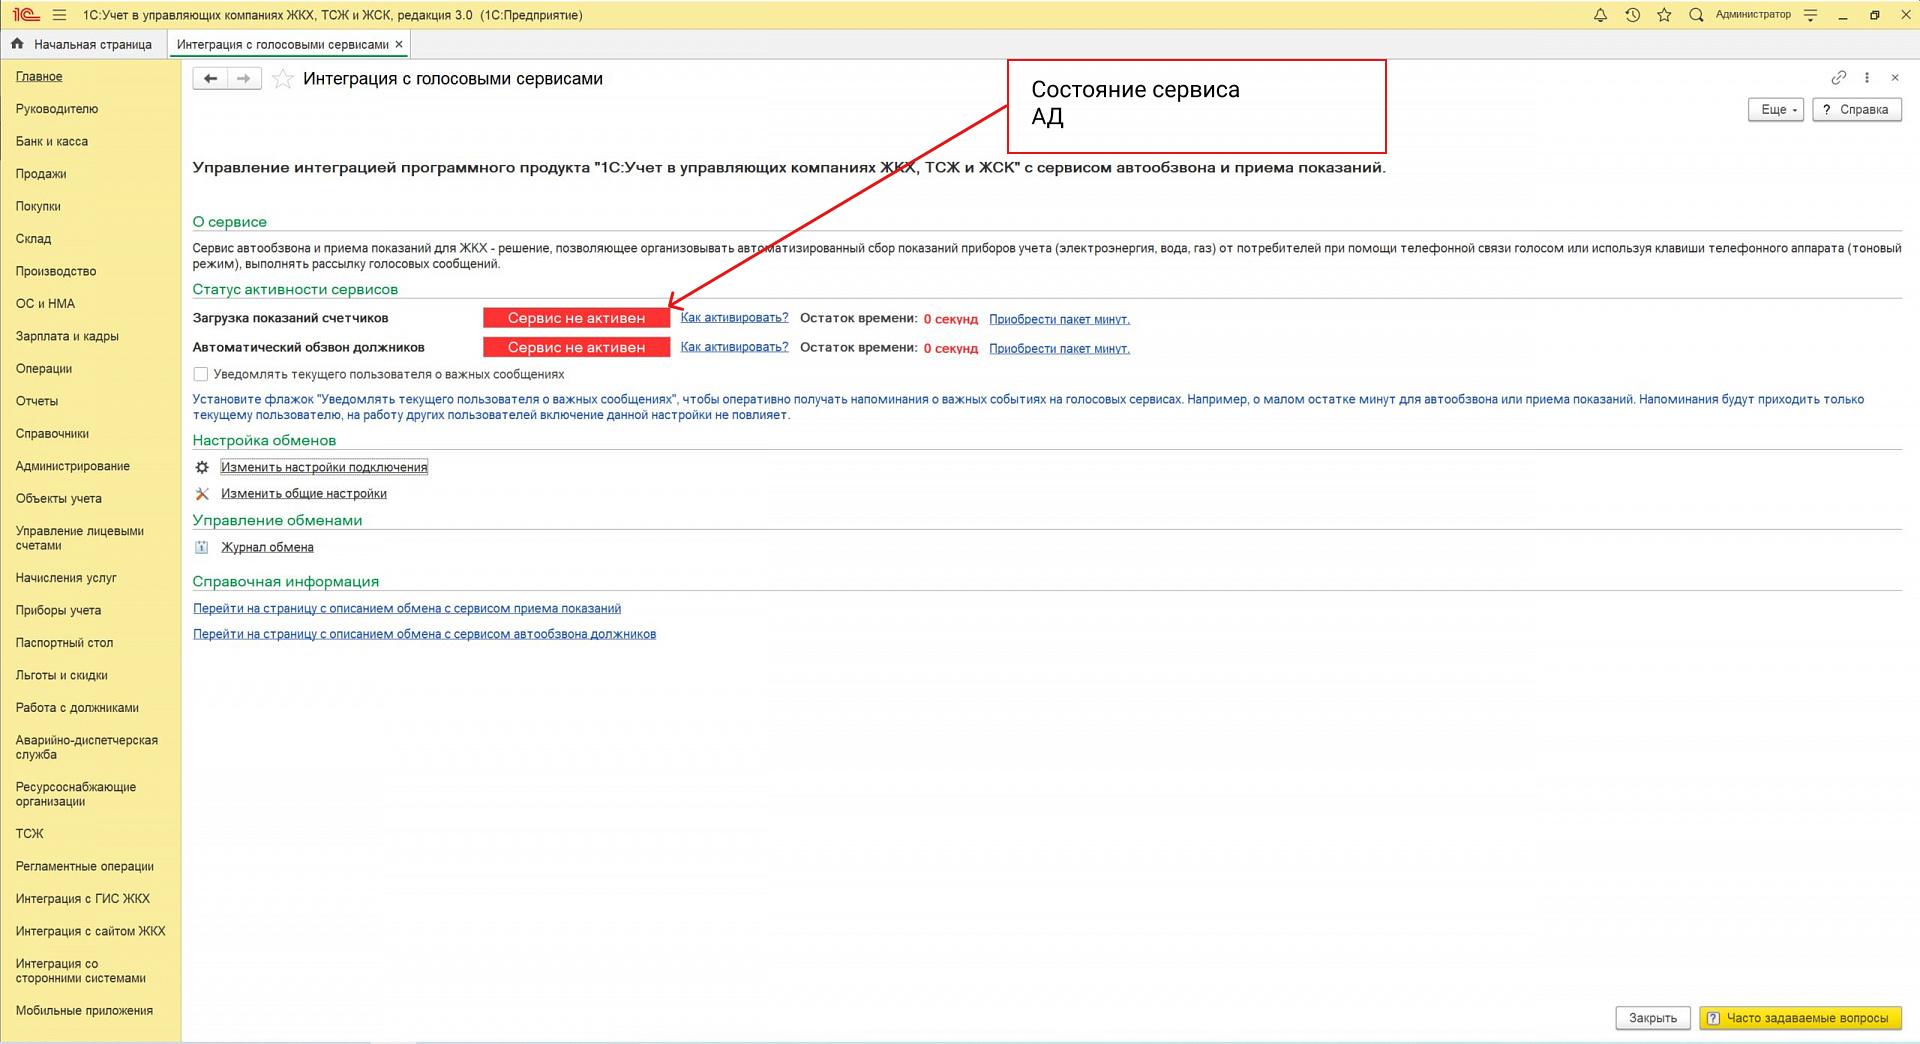 1С:Учет в управляющих компаниях ЖКХ, ТСЖ и ЖСК, редакция 3.0 (1С:Предприятие)
Администратор
Начальная страница
Интеграция с голосовыми сервисами ×
Главное
Руководителю
Банк и касса
Продажи
Покупки
Склад
Производство
ОС и НМА
Зарплата и кадры
Операции
Отчеты
Справочники
Администрирование
Объекты учета
Управление лицевыми
счетами
Начисления услуг
Приборы учета
Паспортный стол
Льготы и скидки
Работа с должниками
Аварийно-диспетчерская
служба
Ресурсоснабжающие
организации
ТСЖ
Регламентные операции
Интеграция с ГИС ЖКХ
Интеграция с сайтом ЖКХ
Интеграция со
сторонними системами
Мобильные приложения
Интеграция с голосовыми сервисами
Состояние сервиса
АД
Еще
? Справка
Управление интеграцией программного продукта "1С:Учет в управляющих компаниях ЖКХ, ТСЖ и ЖСК" с сервисом автообзвона и приема показаний.
О сервисе
Сервис автообзвона и приема показаний для ЖКХ - решение, позволяющее организовывать автоматизированный сбор показаний приборов учета (электроэнергия, вода, газ) от потребителей при помощи телефонной связи голосом или используя клавиши телефонного аппарата (тоновый
режим), выполнять рассылку голосовых сообщений.
Статус активности сервисов
Загрузка показаний счетчиков Сервис не активен Как активировать? Остаток времени: 0 секунд Приобрести пакет минут.
Автоматический обзвон должников Сервис не активен Как активировать? Остаток времени: 0 секунд Приобрести пакет минут.
Уведомлять текущего пользователя о важных сообщениях
Установите флажок "Уведомлять текущего пользователя о важных сообщениях", чтобы оперативно получать напоминания о важных событиях на голосовых сервисах. Например, о малом остатке минут для автообзвона или приема показаний. Напоминания будут приходить только
текущему пользователю, на работу других пользователей включение данной настройки не повлияет.
Настройка обменов
Изменить настройки подключения
Изменить общие настройки
Управление обменами
Журнал обмена
Справочная информация
Перейти на страницу с описанием обмена с сервисом приема показаний
Перейти на страницу с описанием обмена с сервисом автообзвона должников
Закрыть
? Часто задаваемые вопросы